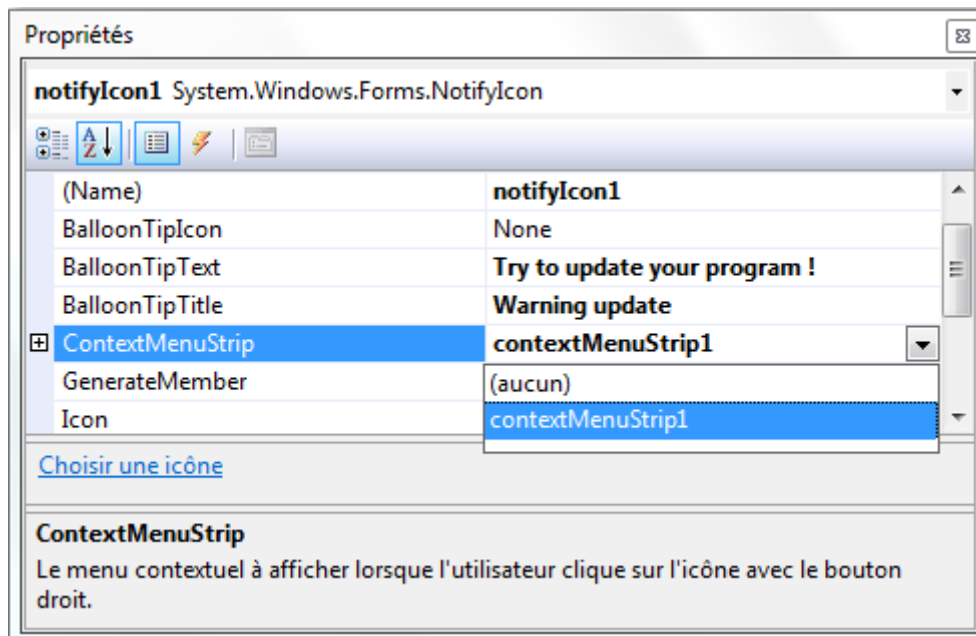 Propriétés
notifyIcon1 System.Windows.Forms.NotifyIcon
(Name) notifyIcon1
BalloonTipIcon None
BalloonTipText Try to update your program !
BalloonTipTitle Warning update
ContextMenuStrip contextMenuStrip1
GenerateMember (aucun)
Icon contextMenuStrip1
Choisir une icône
ContextMenuStrip
Le menu contextuel à afficher lorsque l'utilisateur clique sur l'icône avec le bouton
droit.